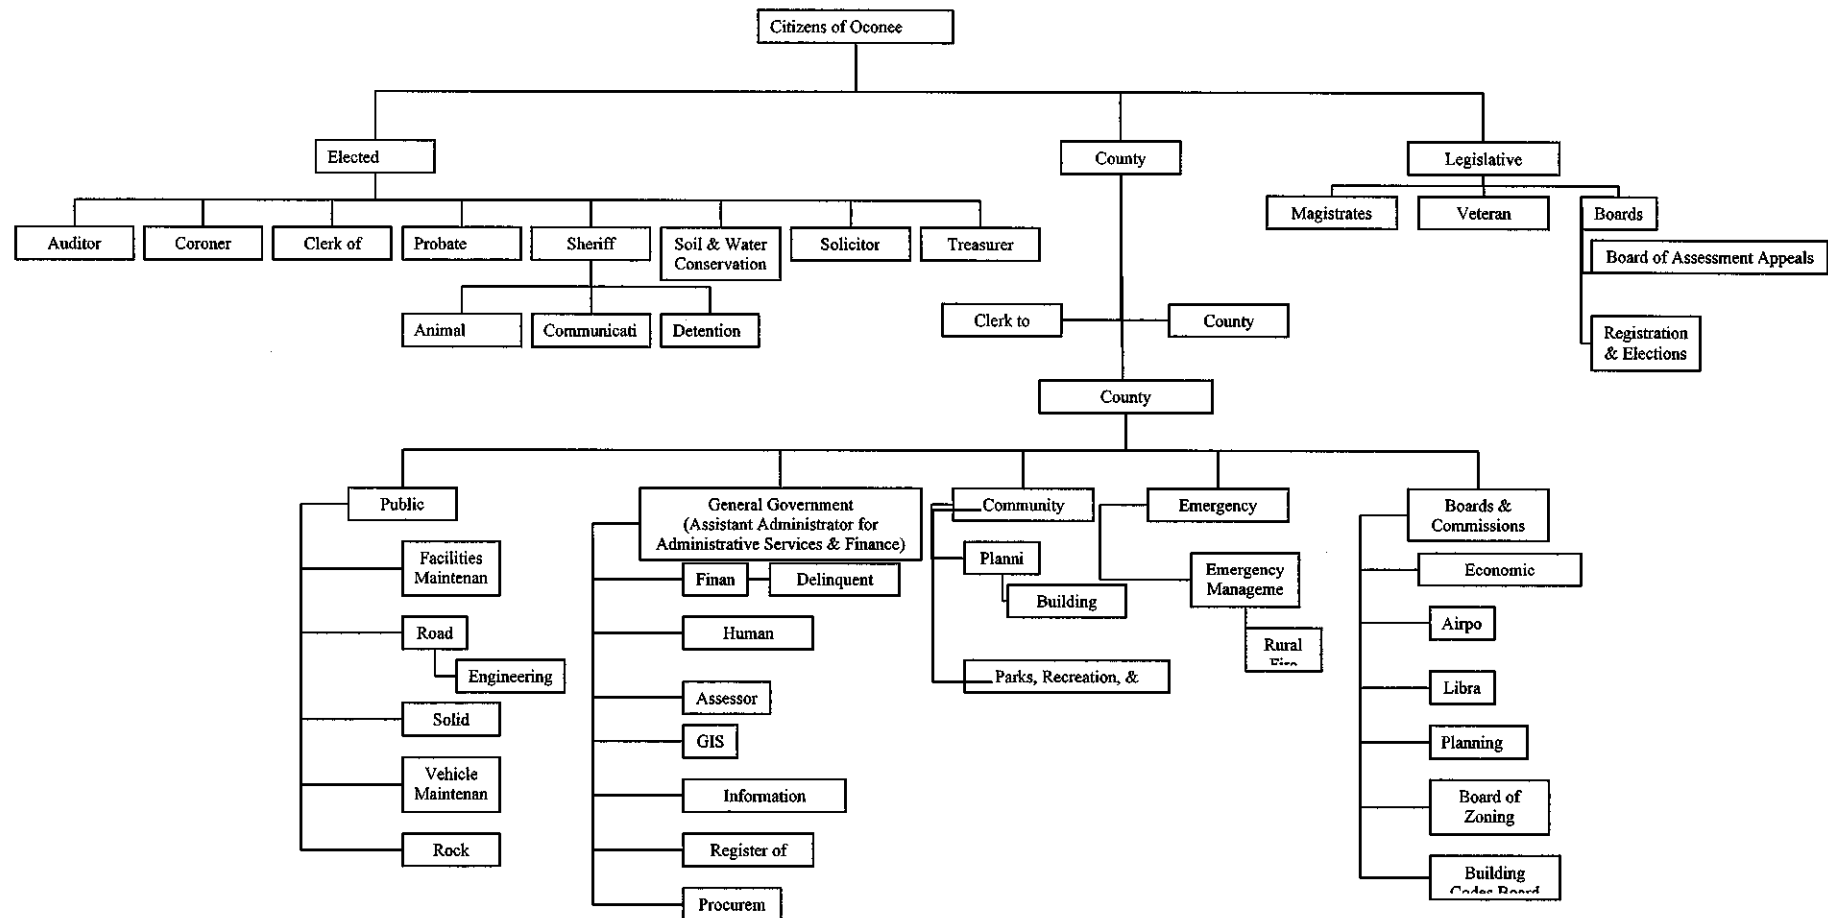 Citizens of Oconee
Elected
County
Legislative
Auditor
Coroner
Clerk of
Probate
Sheriff
Soil & Water
Conservation
Solicitor
Treasurer
Magistrates
Veteran
Boards
Board of Assessment Appeals
Registration
& Elections
Animal
Communicati
Detention
Clerk to
County
County
Public
Facilities
Maintenan
Road
Engineering
Solid
Vehicle
Maintenan
Rock
General Government
(Assistant Administrator for
Administrative Services & Finance)
Finan
Delinquent
Human
Assessor
GIS
Information
Register of
Procurem
Community
Planni
Building
Parks, Recreation, &
Emergency
Emergency
Manageme
Rural
Fire
Boards &
Commissions
Economic
Airpo
Libra
Planning
Board of
Zoning
Building
Codes Board